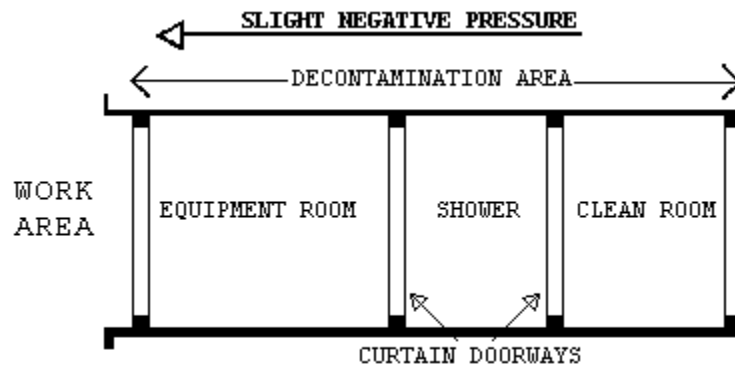 SLIGHT NEGATIVE PRESSURE
DECONTAMINATION AREA
WORK
AREA
EQUIPMENT ROOM
SHOWER
CLEAN ROOM
CURTAIN DOORWAYS